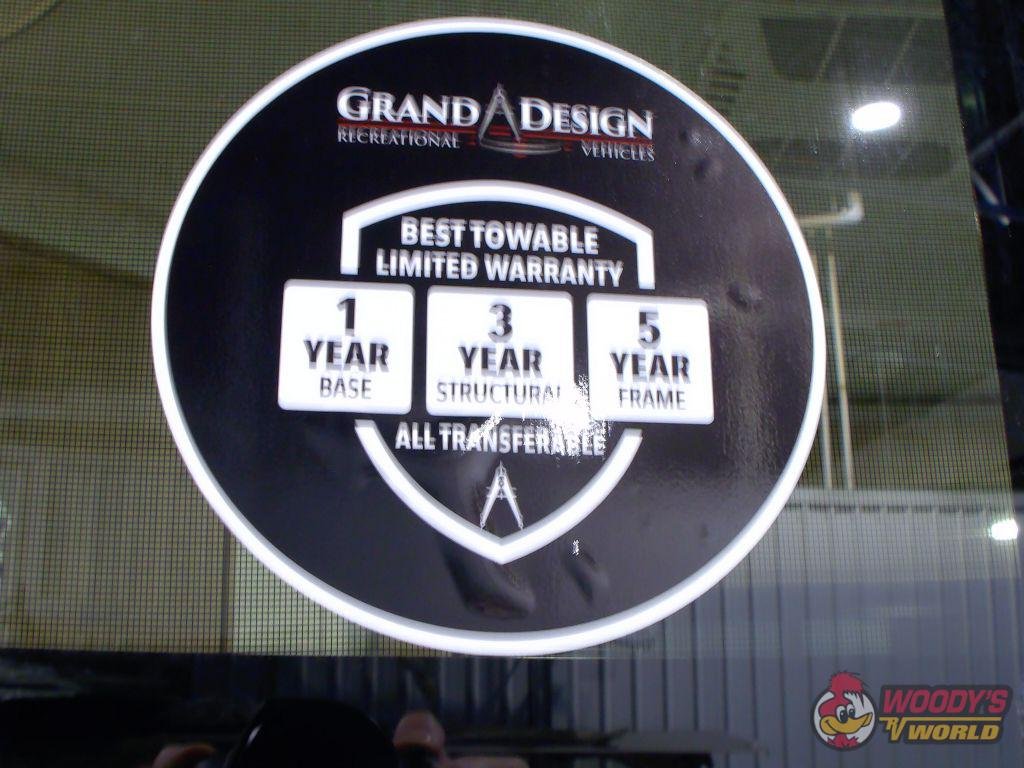 GRAND DESIGN
RECREATIONAL VEHICLES
BEST TOWABLE
LIMITED WARRANTY
1
YEAR
BASE
3
YEAR
STRUCTURAL
5
YEAR
FRAME
ALL TRANSFERABLE
WOODY'S
RV WORLD